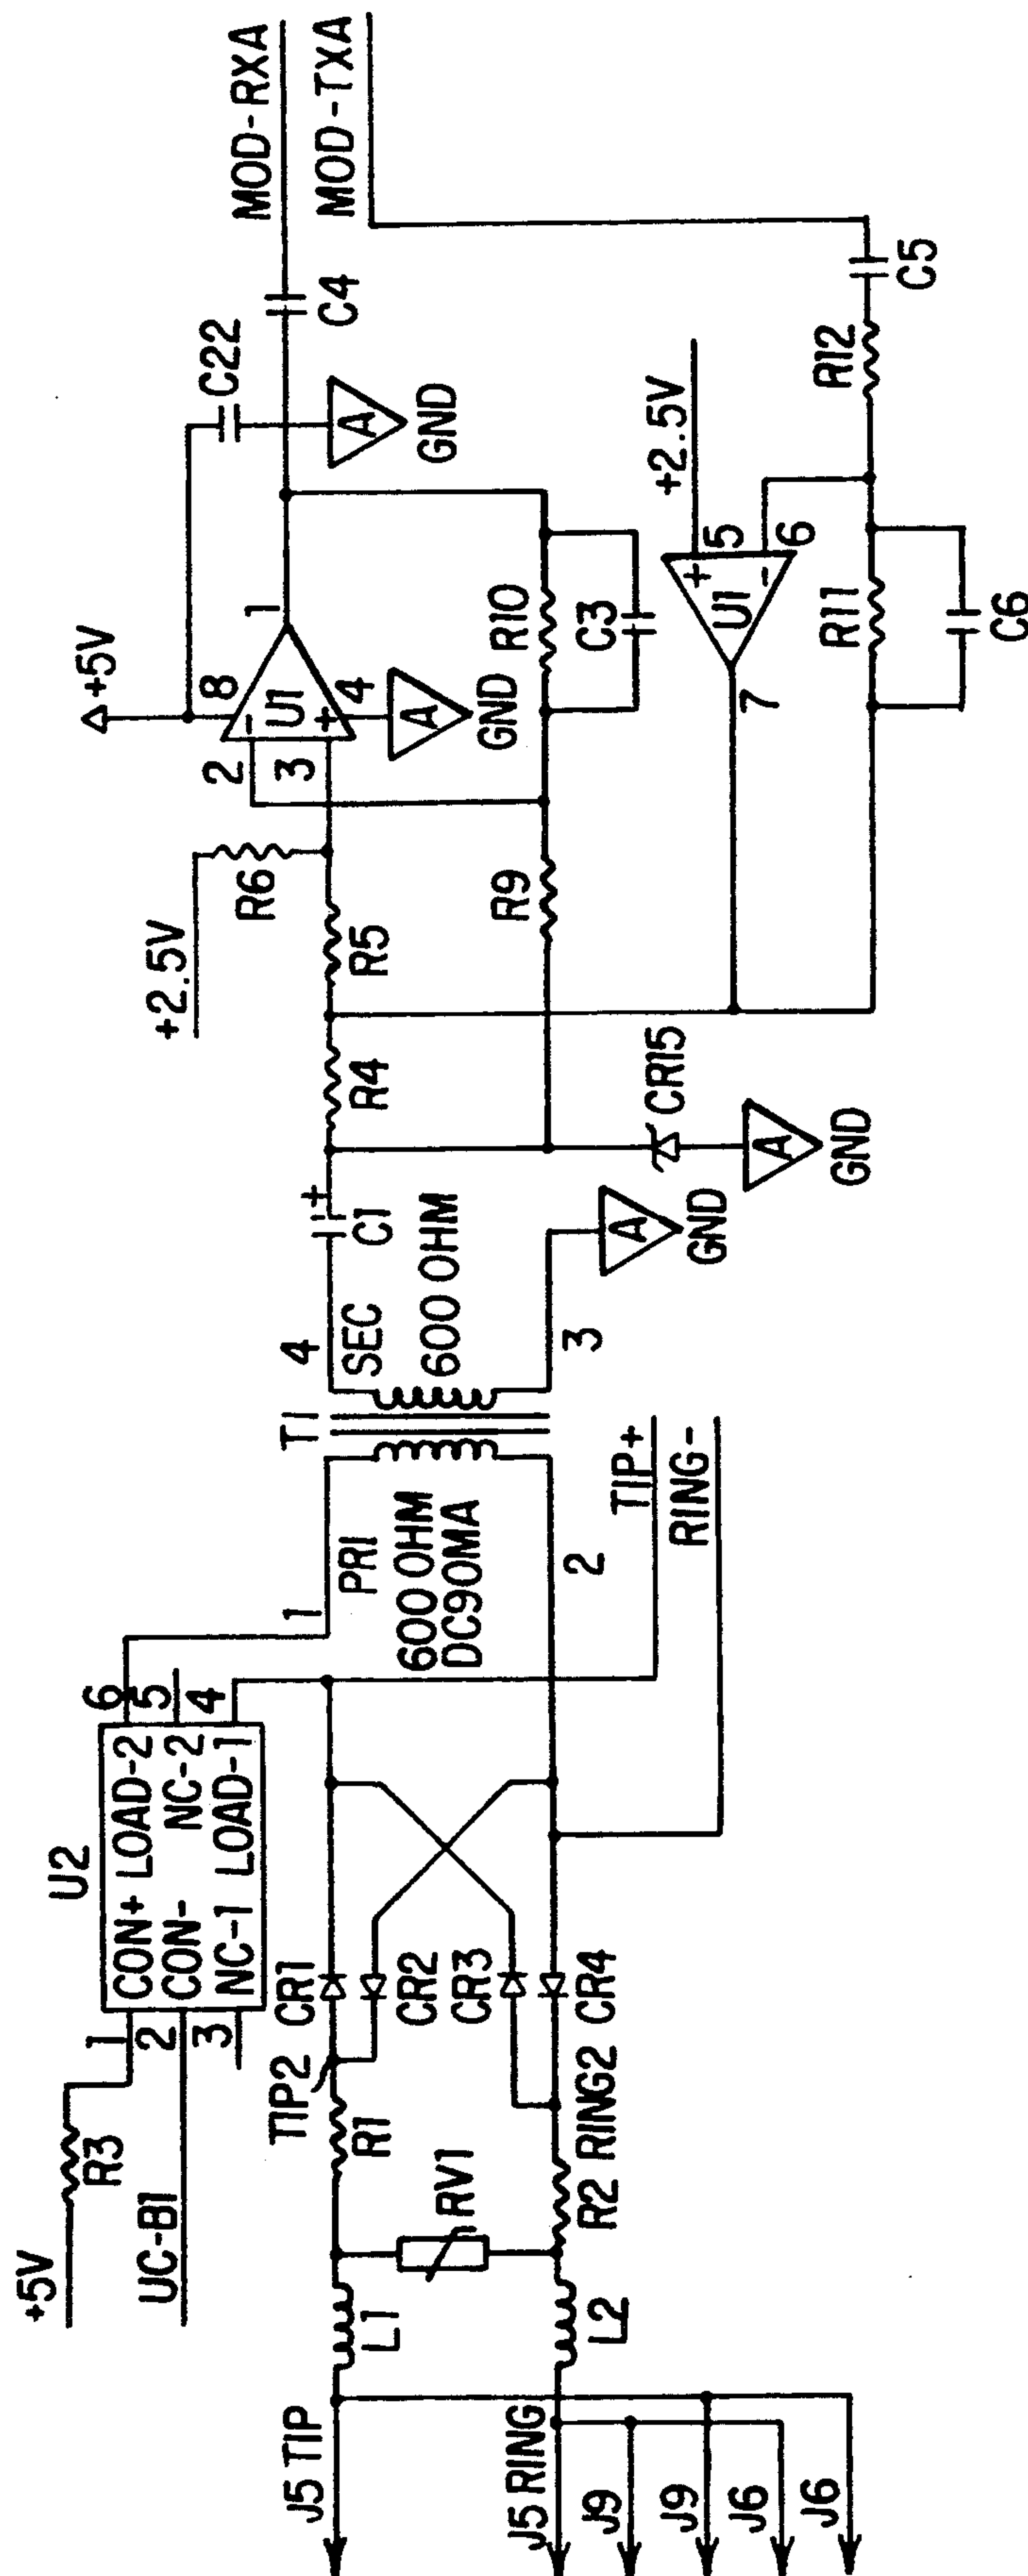 +5V
R3
UC-B1
U2
1
2
3
CON+ LOAD-2
CON- NC-2
NC-1 LOAD-1
6
5
4
J5 TIP
L1
RV1
R1
TIP2
CR1
CR2
CR3
CR4
J5 RING
L2
R2
RING2
J9
J9
J6
J6
TIP+
RING-
1
PRI
600 OHM
DC90MA
2
T1
4
SEC
600 OHM
3
C1
+
A
GND
CR15
A
GND
R4
R5
+2.5V
R6
R9
2
3
-
+
U1
8
4
1
+5V
A
GND
R10
C3
C22
A
GND
C4
MOD-RXA
MOD-TXA
+2.5V
5
6
+
-
U1
7
R11
C6
R12
C5